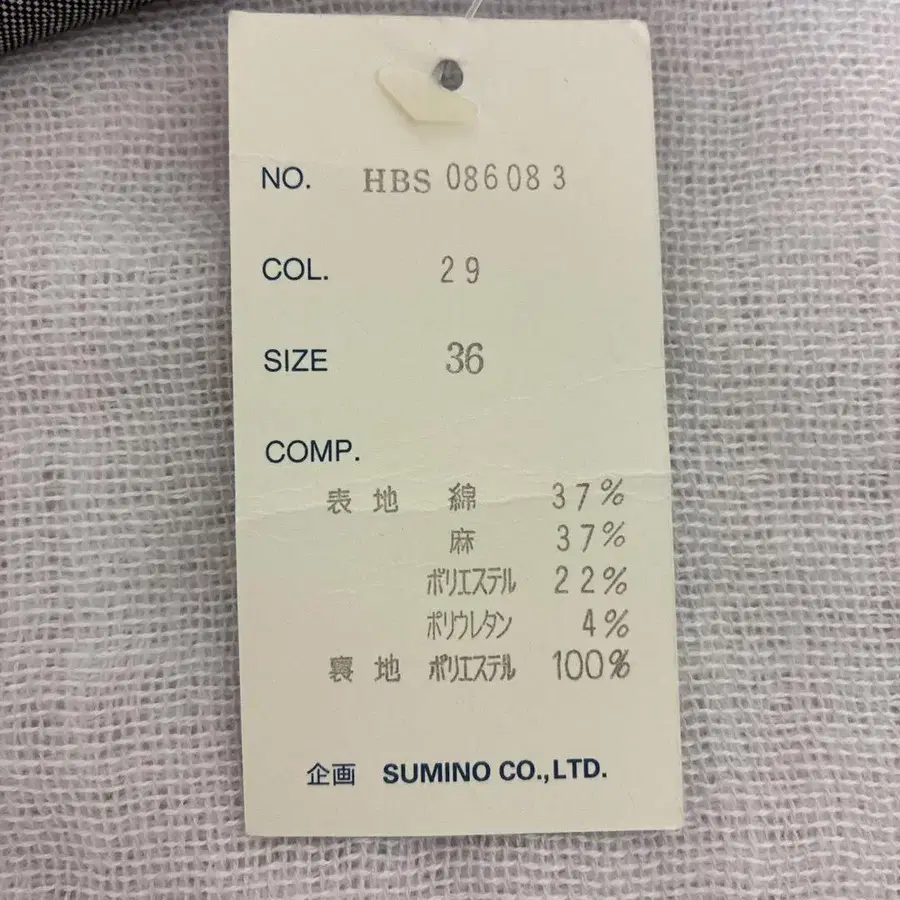 NO. HBS 086083
COL. 29
SIZE 36
COMP.
表地 綿 37%
麻 37%
ポリエステル 22%
ポリウレタン 4%
裏地 ポリエステル 100%
企画 SUMINO CO.,LTD.